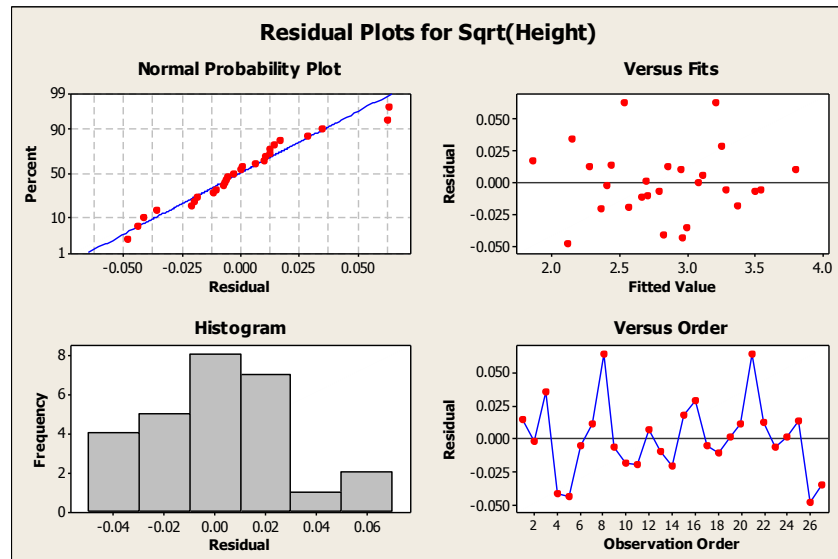 Residual Plots for Sqrt(Height)
Normal Probability Plot
99
90
50
10
1
Percent
-0.050 -0.025 0.000 0.025 0.050
Residual
Versus Fits
0.050
0.025
0.000
-0.025
-0.050
Residual
2.0 2.5 3.0 3.5 4.0
Fitted Value
Histogram
8
6
4
2
0
Frequency
-0.04 -0.02 0.00 0.02 0.04 0.06
Residual
Versus Order
0.050
0.025
0.000
-0.025
-0.050
Residual
2 4 6 8 10 12 14 16 18 20 22 24 26
Observation Order